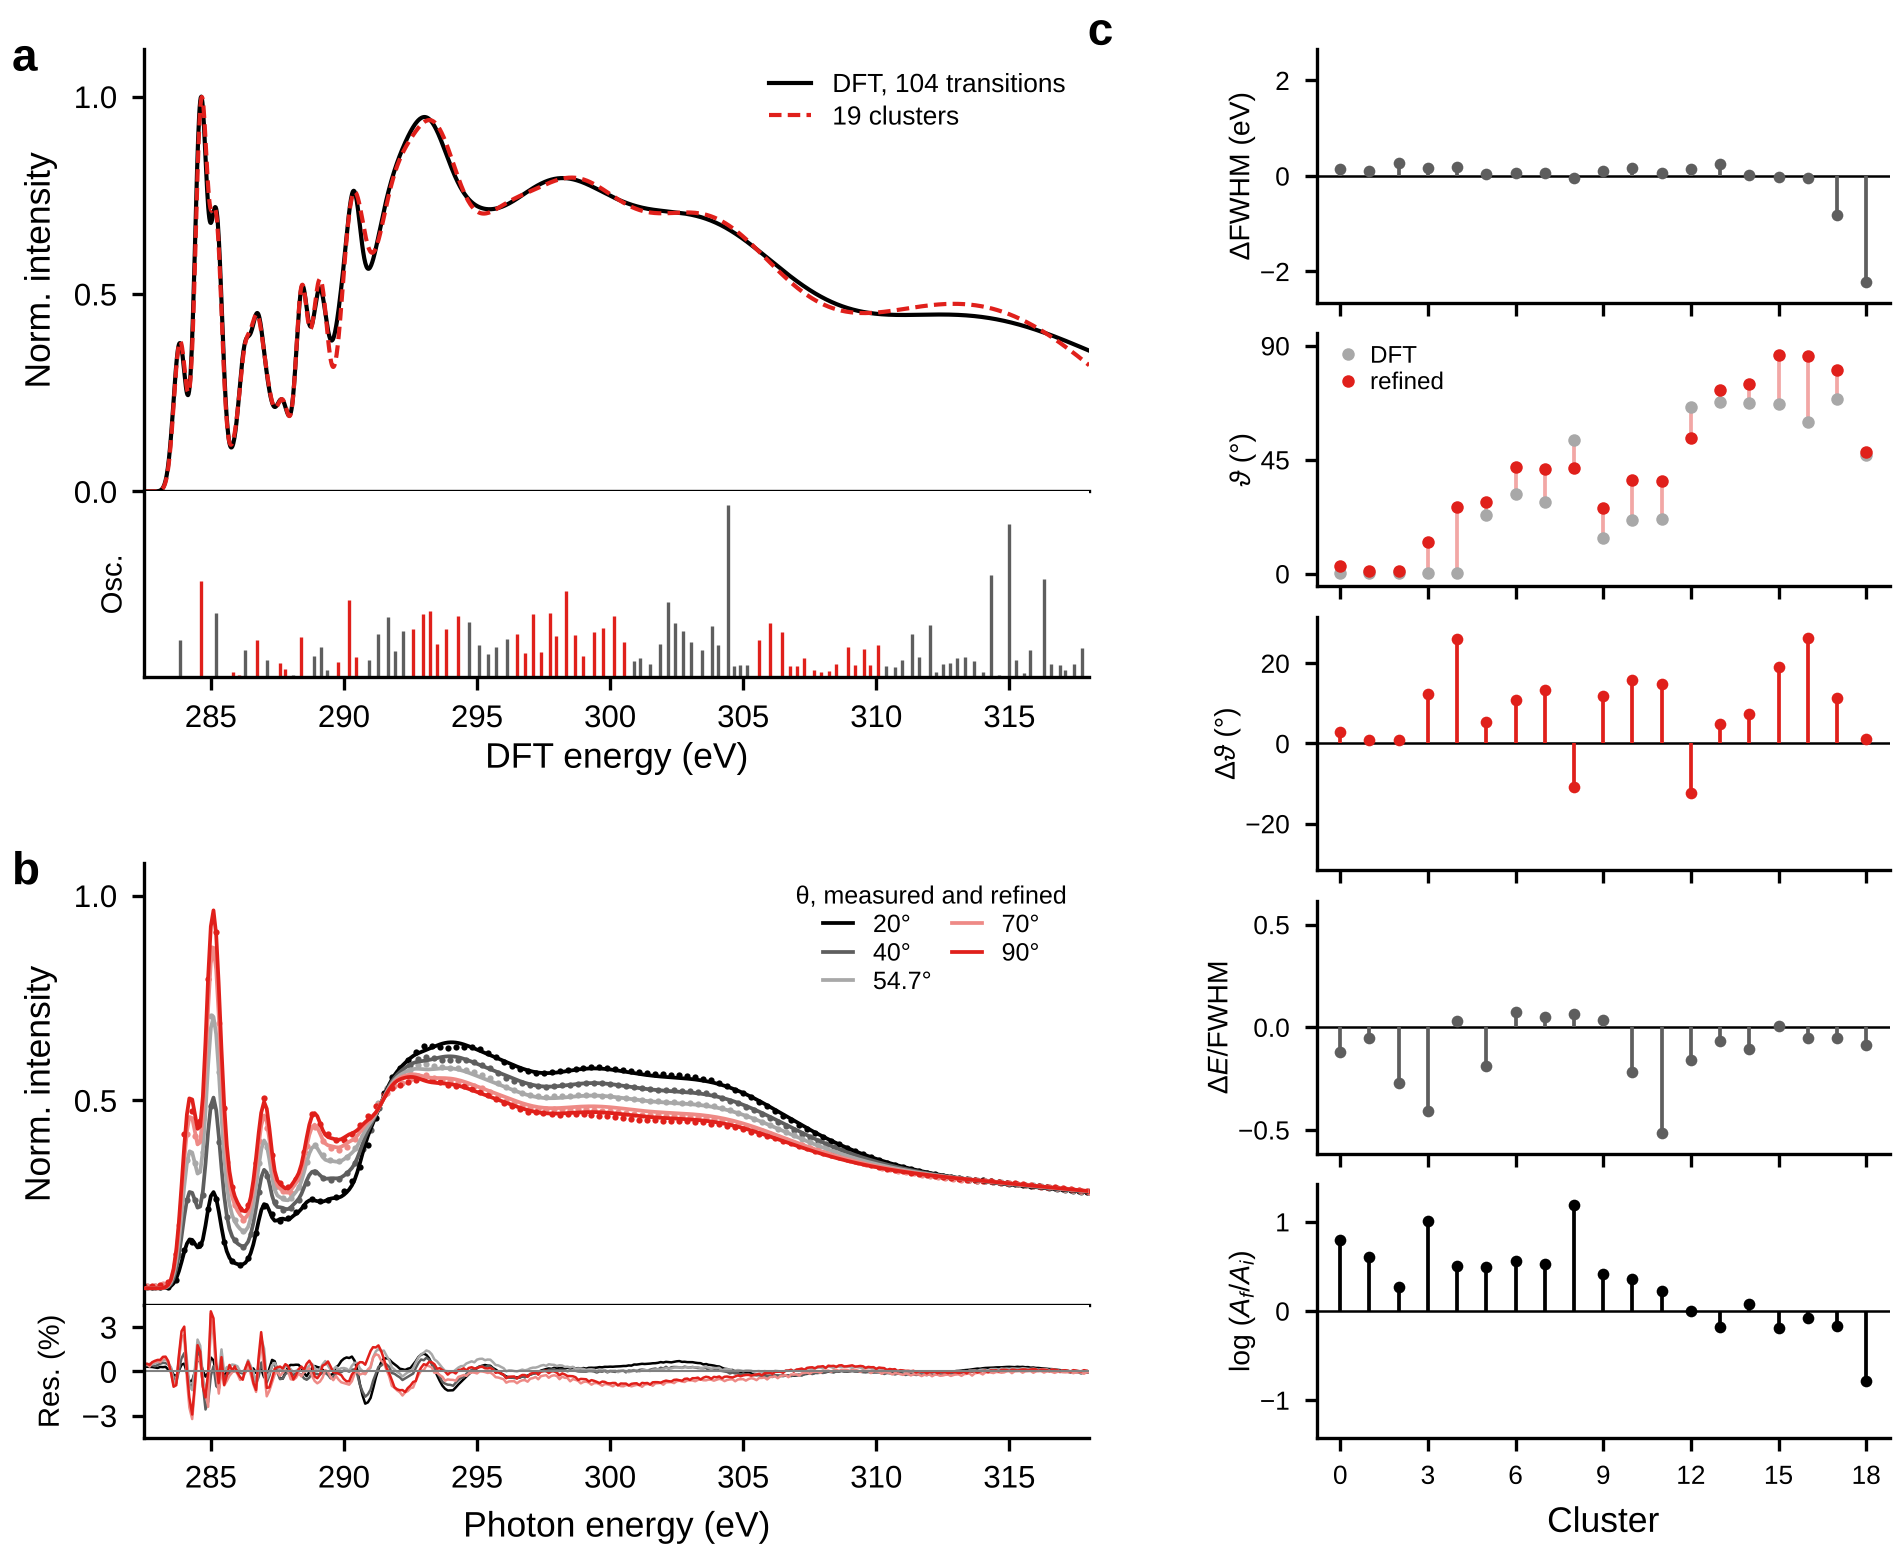 a
1.0
0.5
0.0
Norm. intensity
DFT, 104 transitions
19 clusters
Osc.
285 290 295 300 305 310 315
DFT energy (eV)
b
1.0
0.5
Norm. intensity
θ, measured and refined
20° 70°
40° 90°
54.7°
3
0
−3
Res. (%)
285 290 295 300 305 310 315
Photon energy (eV)
c
2
0
−2
ΔFWHM (eV)
90
45
0
ϑ (°)
DFT
refined
20
0
−20
Δϑ (°)
0.5
0.0
−0.5
ΔE/FWHM
1
0
−1
log (Af/Ai)
0 3 6 9 12 15 18
Cluster